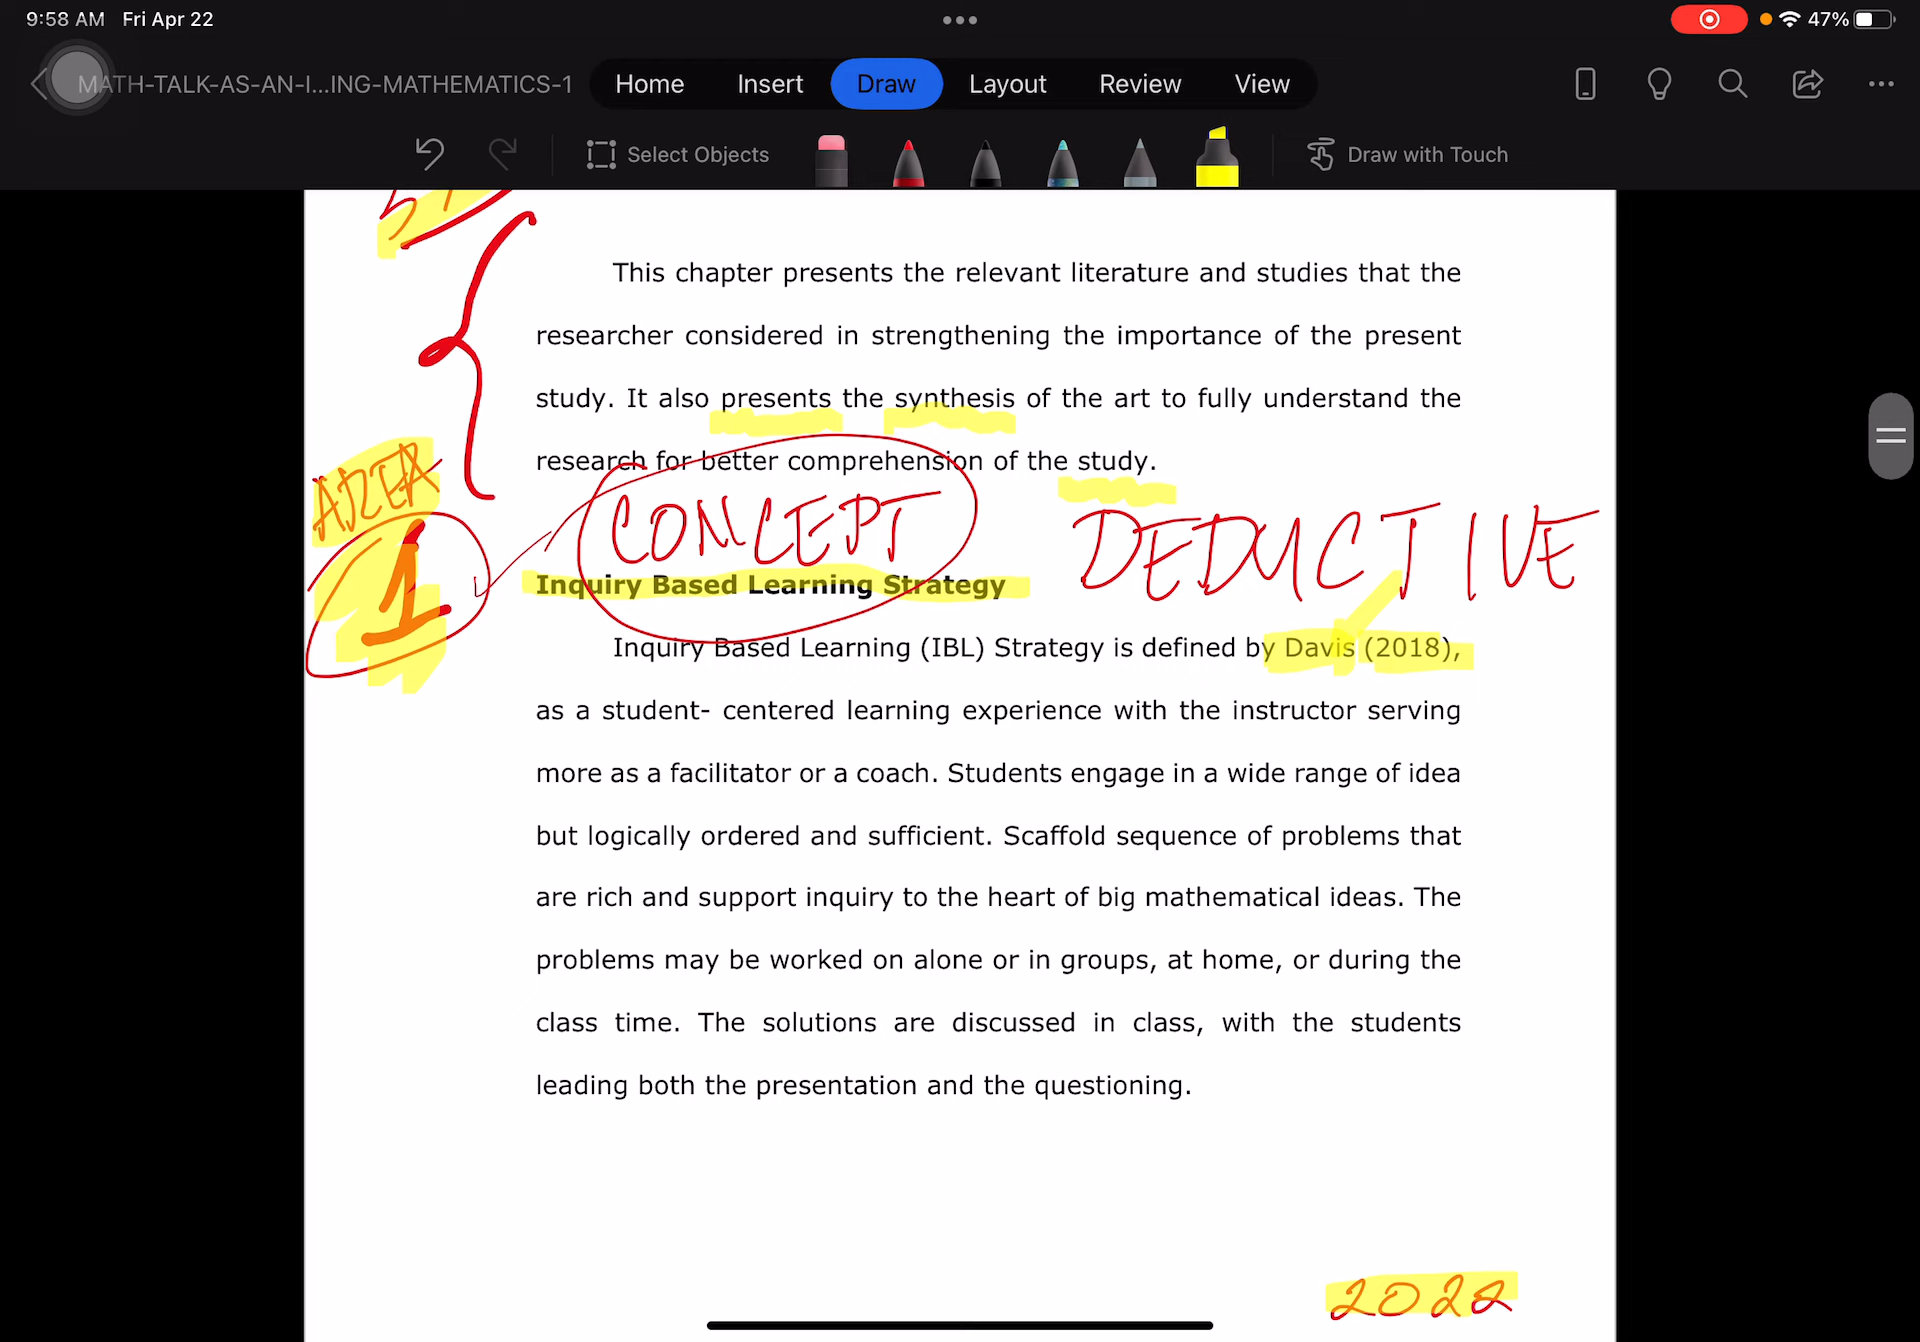 9:58 AM Fri Apr 22
47%
MATH-TALK-AS-AN-I...ING-MATHEMATICS-1
Home Insert Draw Layout Review View
Select Objects
Draw with Touch
This chapter presents the relevant literature and studies that the
researcher considered in strengthening the importance of the present
study. It also presents the synthesis of the art to fully understand the
research for better comprehension of the study.
CONCEPT
DEDUCTIVE
1
Inquiry Based Learning Strategy
Inquiry Based Learning (IBL) Strategy is defined by Davis (2018),
as a student- centered learning experience with the instructor serving
more as a facilitator or a coach. Students engage in a wide range of idea
but logically ordered and sufficient. Scaffold sequence of problems that
are rich and support inquiry to the heart of big mathematical ideas. The
problems may be worked on alone or in groups, at home, or during the
class time. The solutions are discussed in class, with the students
leading both the presentation and the questioning.
2022